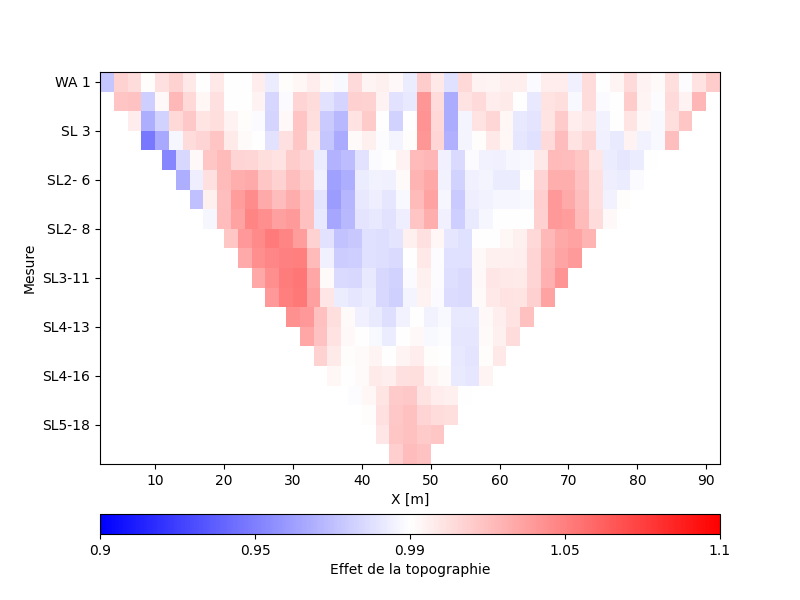 WA 1
SL 3
SL2- 6
SL2- 8
SL3-11
SL4-13
SL4-16
SL5-18
Mesure
10 20 30 40 50 60 70 80 90
X [m]
0.9 0.95 0.99 1.05 1.1
Effet de la topographie